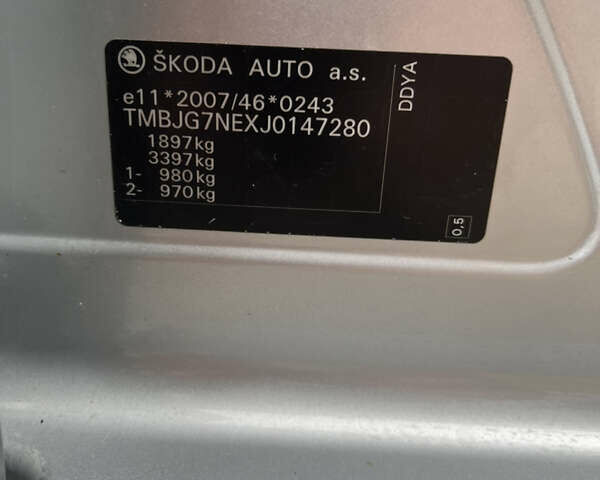 ŠKODA AUTO a.s.
e11*2007/46*0243
TMBJG7NEXJ0147280
1897kg
3397kg
1- 980kg
2- 970kg
DDYA
0,5